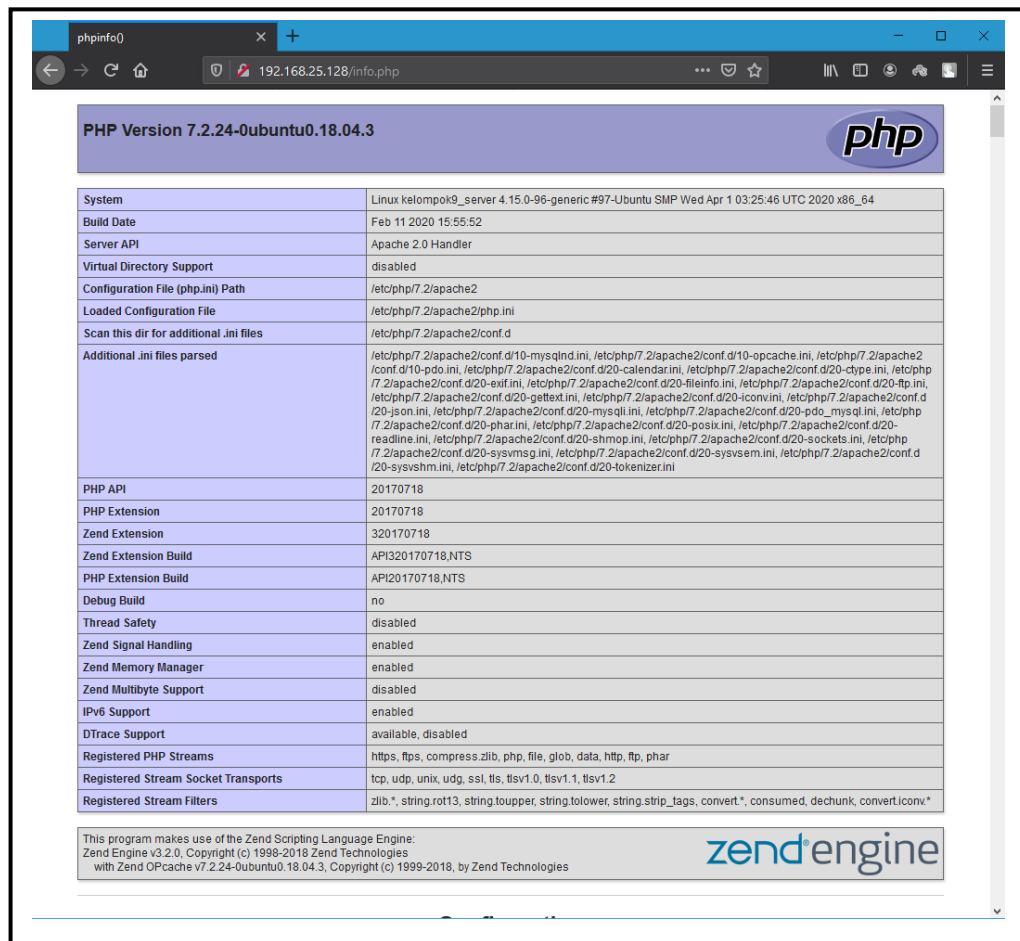 phpinfo()
192.168.25.128/info.php
PHP Version 7.2.24-0ubuntu0.18.04.3
php
System Linux kelompok9_server 4.15.0-96-generic #97-Ubuntu SMP Wed Apr 1 03:25:46 UTC 2020 x86_64
Build Date Feb 11 2020 15:55:52
Server API Apache 2.0 Handler
Virtual Directory Support disabled
Configuration File (php.ini) Path /etc/php/7.2/apache2
Loaded Configuration File /etc/php/7.2/apache2/php.ini
Scan this dir for additional .ini files /etc/php/7.2/apache2/conf.d
Additional .ini files parsed /etc/php/7.2/apache2/conf.d/10-mysqlnd.ini, /etc/php/7.2/apache2/conf.d/10-opcache.ini, /etc/php/7.2/apache2
/conf.d/10-pdo.ini, /etc/php/7.2/apache2/conf.d/20-calendar.ini, /etc/php/7.2/apache2/conf.d/20-ctype.ini, /etc/php
/7.2/apache2/conf.d/20-exif.ini, /etc/php/7.2/apache2/conf.d/20-fileinfo.ini, /etc/php/7.2/apache2/conf.d/20-ftp.ini,
/etc/php/7.2/apache2/conf.d/20-gettext.ini, /etc/php/7.2/apache2/conf.d/20-iconv.ini, /etc/php/7.2/apache2/conf.d
/20-json.ini, /etc/php/7.2/apache2/conf.d/20-mysqli.ini, /etc/php/7.2/apache2/conf.d/20-pdo_mysql.ini, /etc/php
/7.2/apache2/conf.d/20-phar.ini, /etc/php/7.2/apache2/conf.d/20-posix.ini, /etc/php/7.2/apache2/conf.d/20-
readline.ini, /etc/php/7.2/apache2/conf.d/20-shmop.ini, /etc/php/7.2/apache2/conf.d/20-sockets.ini, /etc/php
/7.2/apache2/conf.d/20-sysvmsg.ini, /etc/php/7.2/apache2/conf.d/20-sysvsem.ini, /etc/php/7.2/apache2/conf.d
/20-sysvshm.ini, /etc/php/7.2/apache2/conf.d/20-tokenizer.ini
PHP API 20170718
PHP Extension 20170718
Zend Extension 320170718
Zend Extension Build API320170718,NTS
PHP Extension Build API20170718,NTS
Debug Build no
Thread Safety disabled
Zend Signal Handling enabled
Zend Memory Manager enabled
Zend Multibyte Support disabled
IPv6 Support enabled
DTrace Support available, disabled
Registered PHP Streams https, ftps, compress.zlib, php, file, glob, data, http, ftp, phar
Registered Stream Socket Transports tcp, udp, unix, udg, ssl, tls, tlsv1.0, tlsv1.1, tlsv1.2
Registered Stream Filters zlib.*, string.rot13, string.toupper, string.tolower, string.strip_tags, convert.*, consumed, dechunk, convert.iconv.*
This program makes use of the Zend Scripting Language Engine:
Zend Engine v3.2.0, Copyright (c) 1998-2018 Zend Technologies
with Zend OPcache v7.2.24-0ubuntu0.18.04.3, Copyright (c) 1999-2018, by Zend Technologies
zend engine